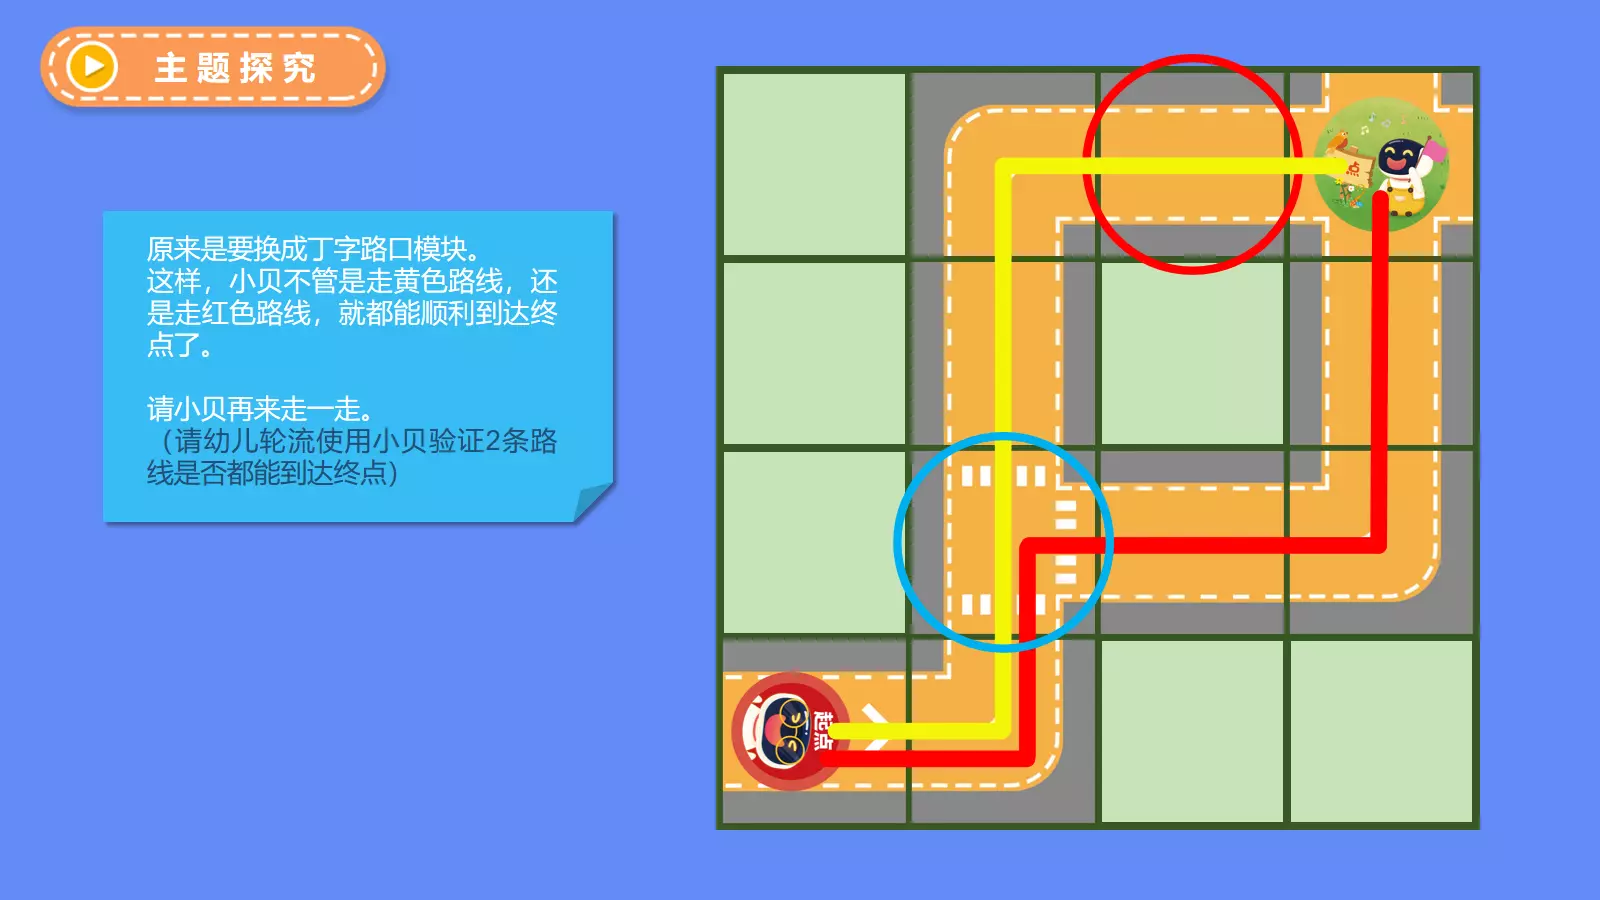 主题探究
原来是要换成丁字路口模块。
这样，小贝不管是走黄色路线，还
是走红色路线，就都能顺利到达终
点了。
请小贝再来走一走。
（请幼儿轮流使用小贝验证2条路
线是否都能到达终点）
点
起点